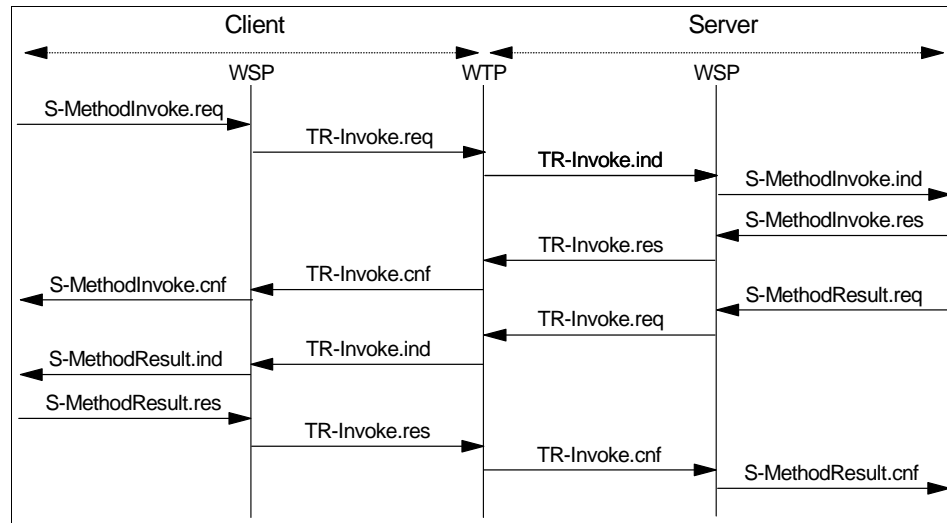 Client
Server
WSP
WTP
WSP
S-MethodInvoke.req
TR-Invoke.req
TR-Invoke.ind
S-MethodInvoke.ind
S-MethodInvoke.res
TR-Invoke.res
TR-Invoke.cnf
S-MethodInvoke.cnf
S-MethodResult.req
TR-Invoke.req
TR-Invoke.ind
S-MethodResult.ind
S-MethodResult.res
TR-Invoke.res
TR-Invoke.cnf
S-MethodResult.cnf